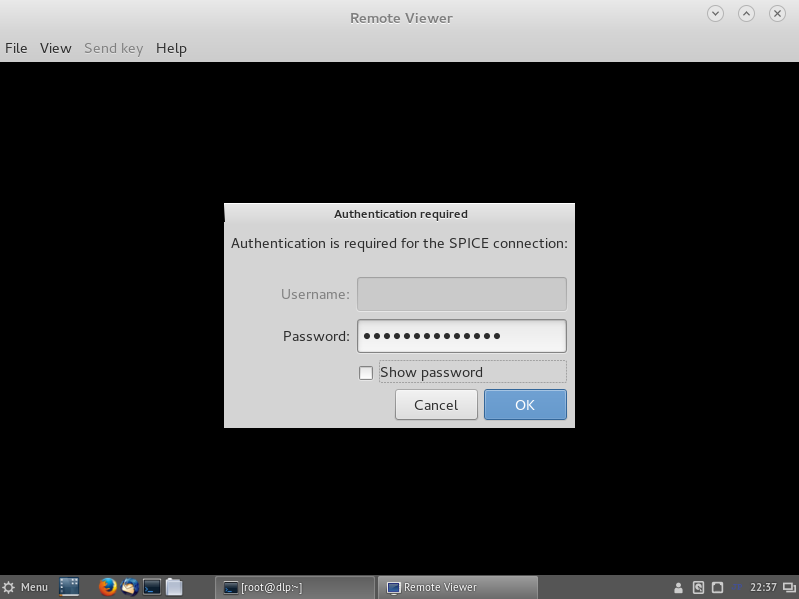 Remote Viewer
File View Send key Help
Authentication required
Authentication is required for the SPICE connection:
Username:
Password: ●●●●●●●●●●●●●●
Show password
Cancel OK
Menu [root@dlp:~] Remote Viewer 22:37